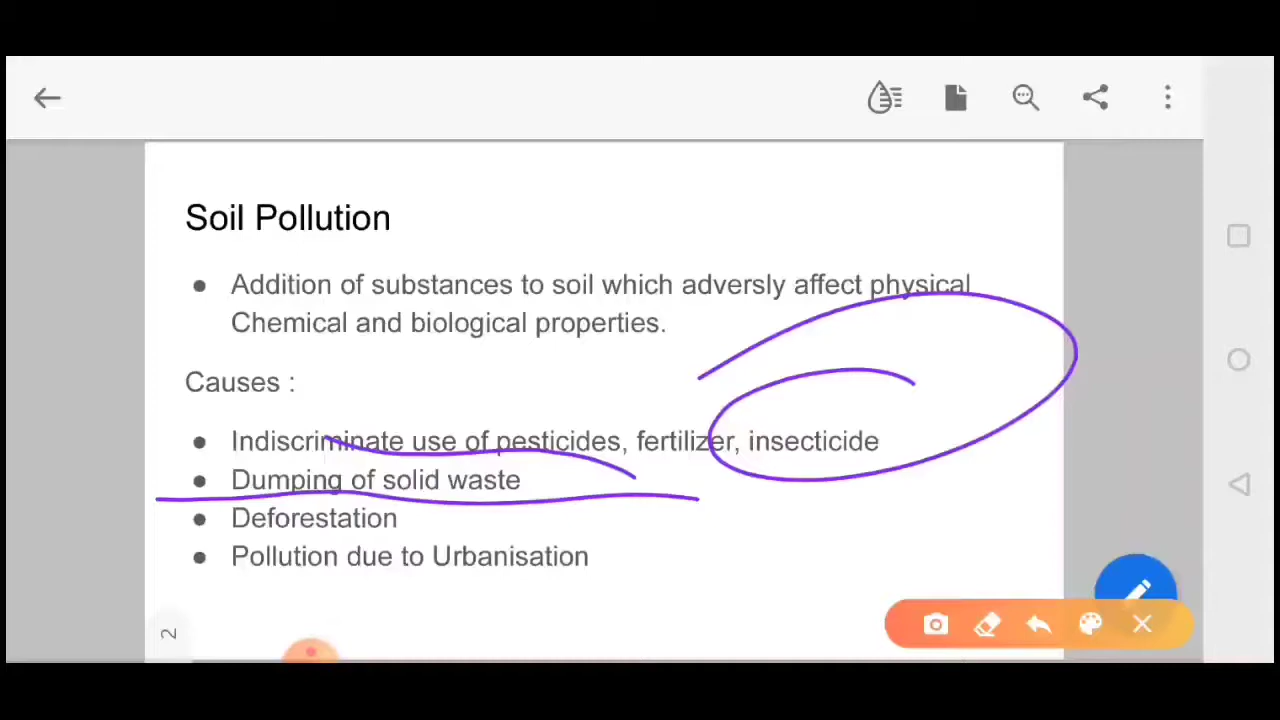 Soil Pollution
● Addition of substances to soil which adversly affect physical
Chemical and biological properties.
Causes :
● Indiscriminate use of pesticides, fertilizer, insecticide
● Dumping of solid waste
● Deforestation
● Pollution due to Urbanisation
2